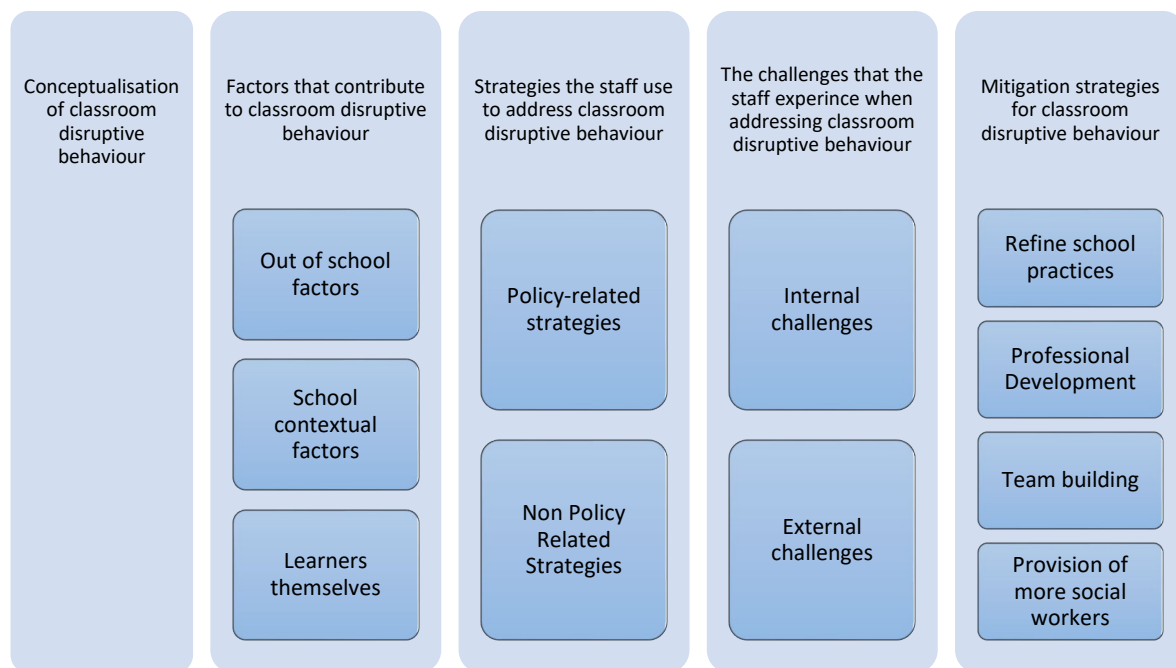 Conceptualisation
of classroom
disruptive
behaviour
Factors that contribute
to classroom disruptive
behaviour
Out of school
factors
School
contextual
factors
Learners
themselves
Strategies the staff use
to address classroom
disruptive behaviour
Policy-related
strategies
Non Policy
Related
Strategies
The challenges that the
staff experince when
addressing classroom
disruptive behaviour
Internal
challenges
External
challenges
Mitigation strategies
for classroom
disruptive behaviour
Refine school
practices
Professional
Development
Team building
Provision of
more social
workers